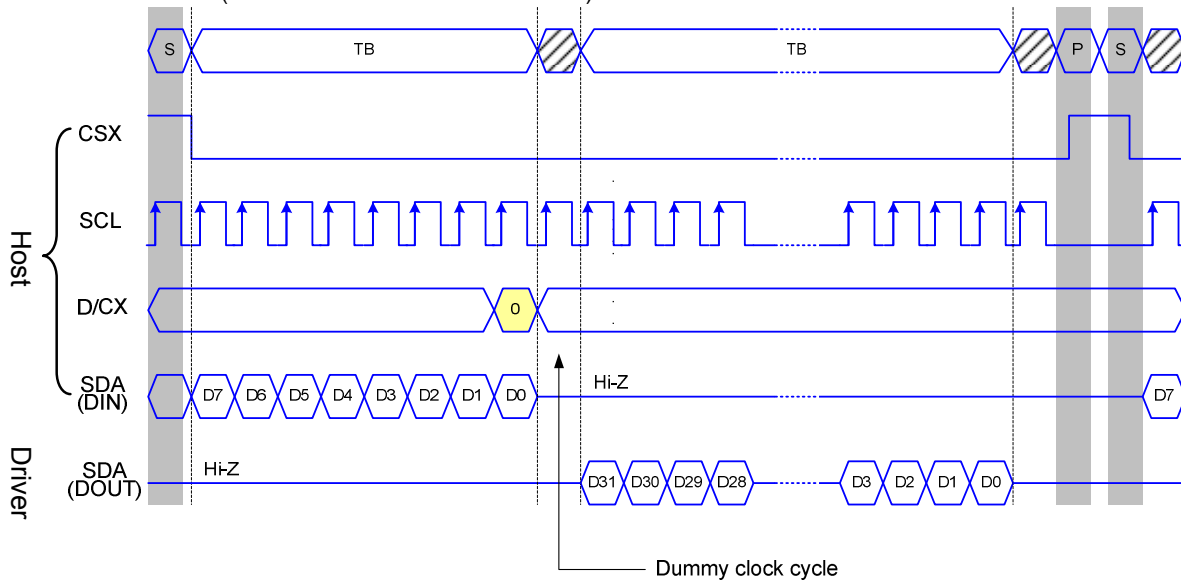 S TB TB P S
CSX
SCL
D/CX 0
SDA
(DIN) D7 D6 D5 D4 D3 D2 D1 D0 Hi-Z D7
SDA
(DOUT) Hi-Z D31 D30 D29 D28 D3 D2 D1 D0
Host
Driver
Dummy clock cycle